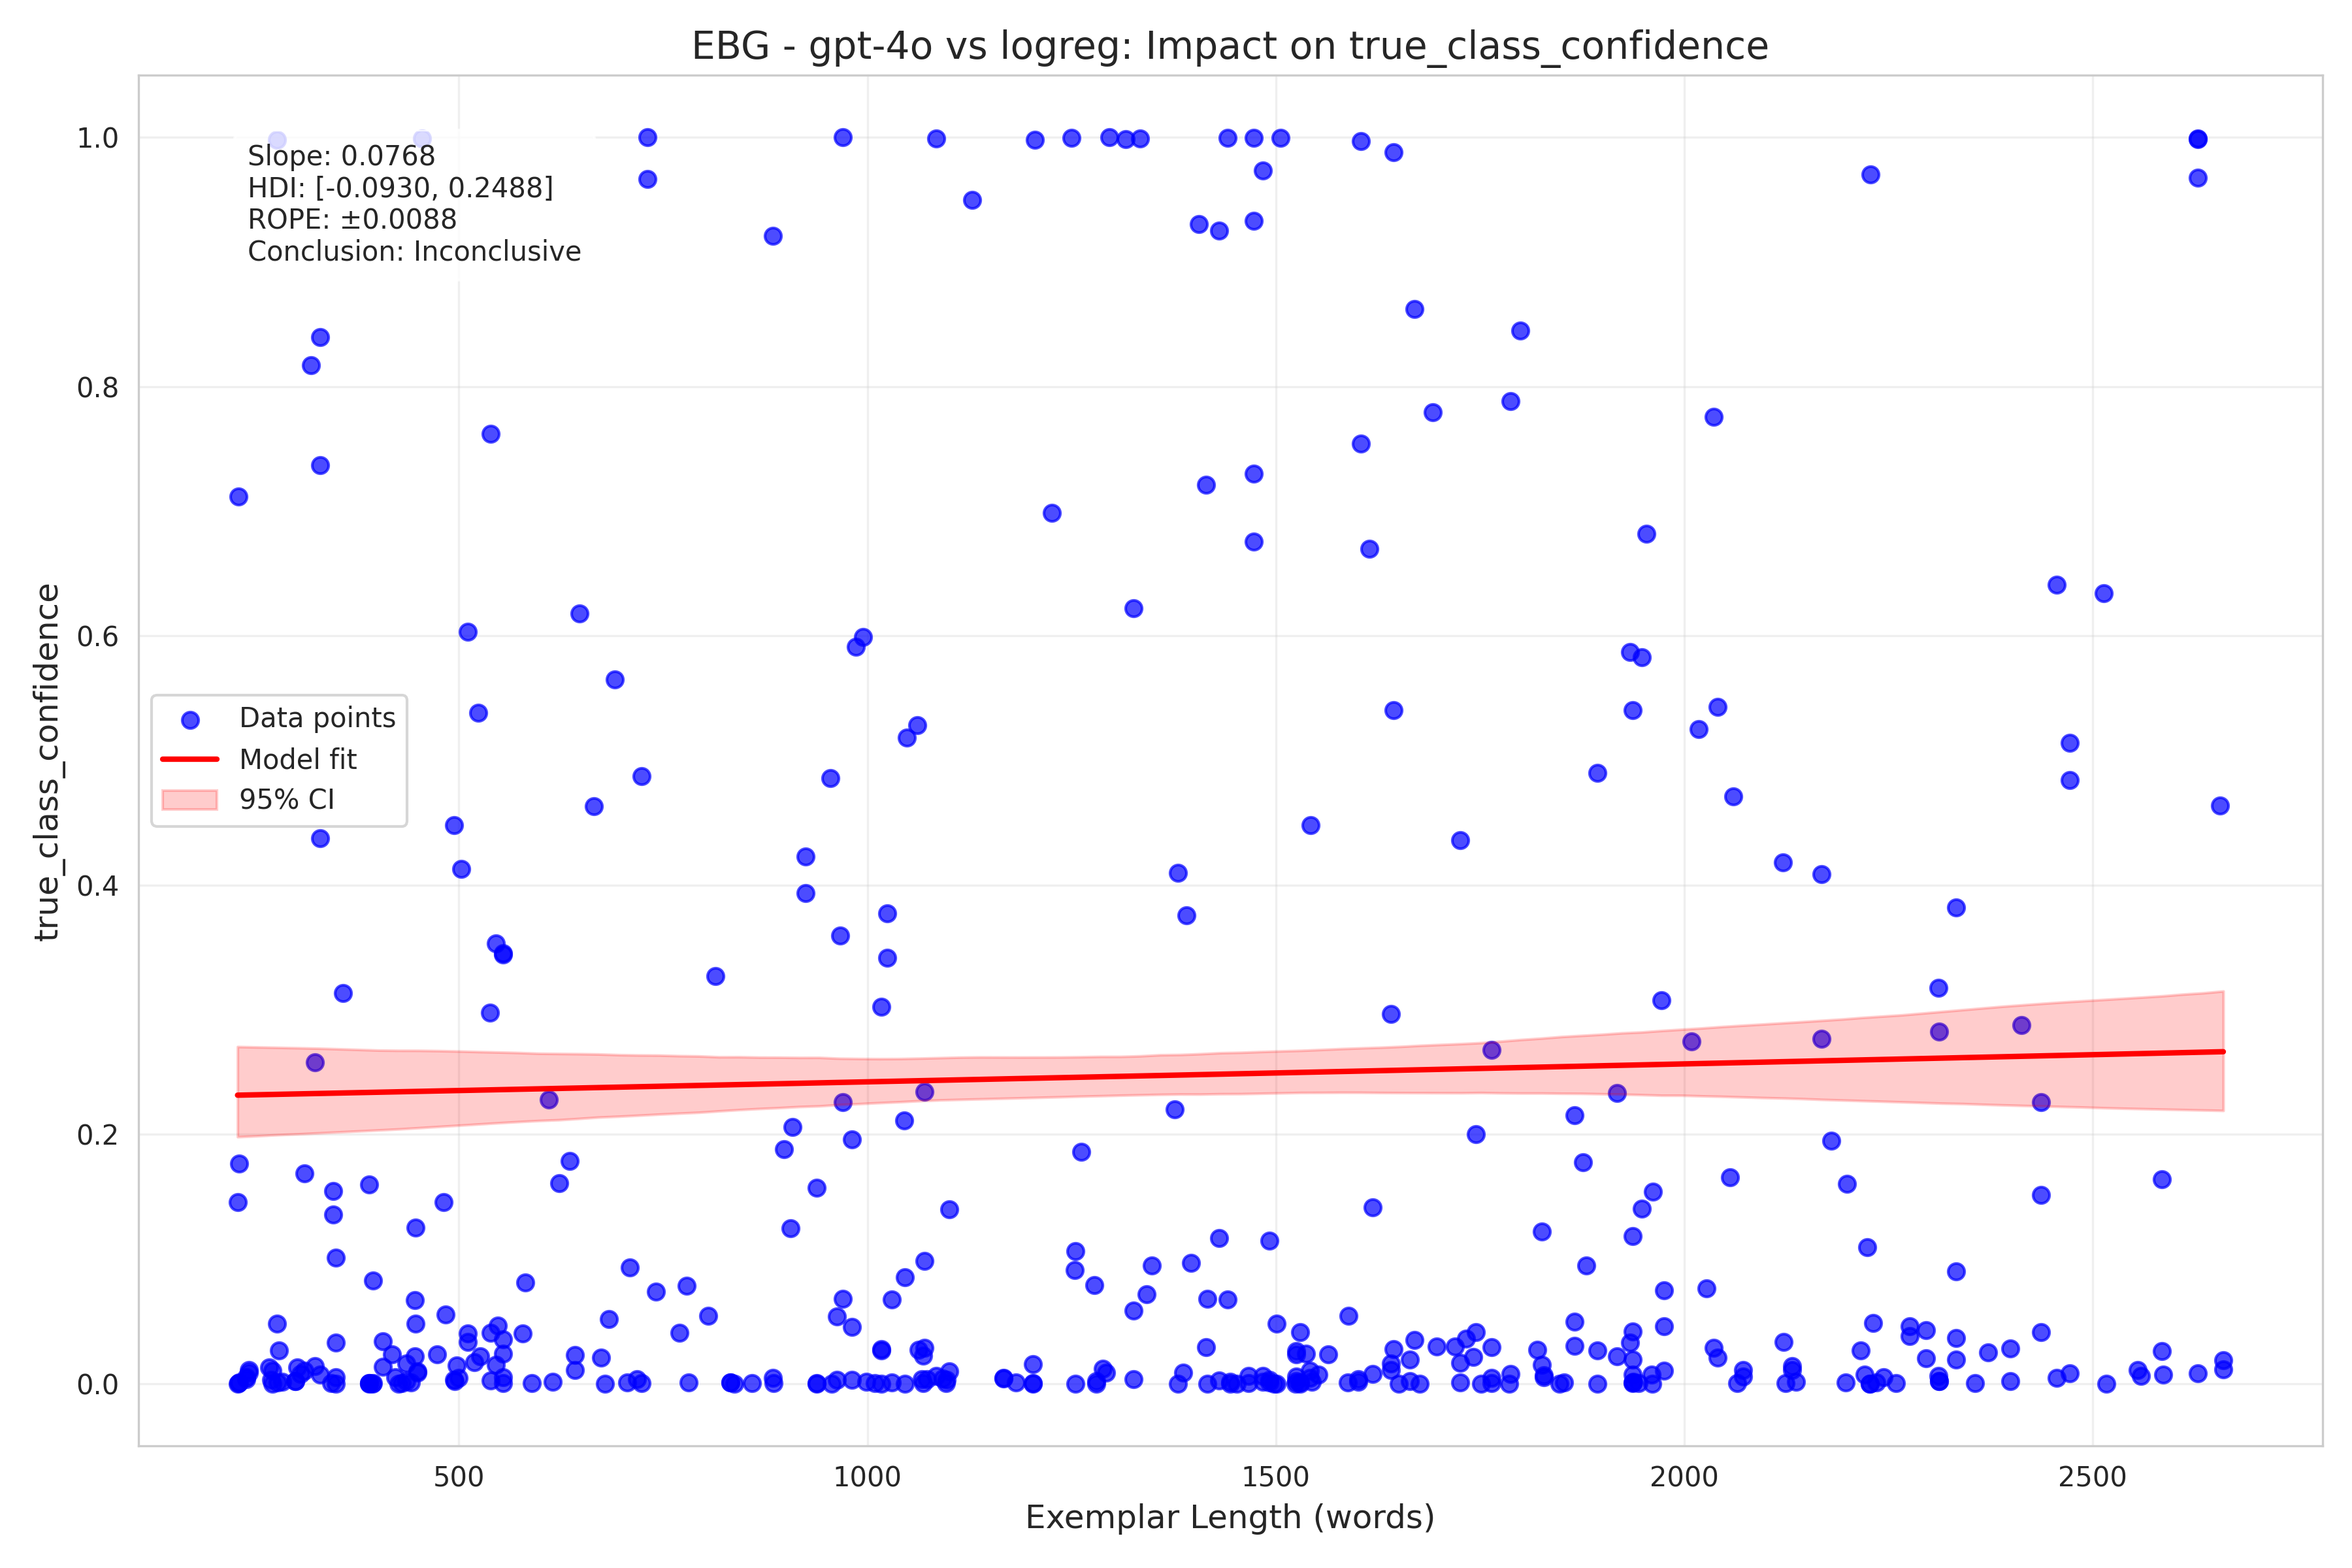 EBG - gpt-4o vs logreg: Impact on true_class_confidence
Slope: 0.0768
HDI: [-0.0930, 0.2488]
ROPE: ±0.0088
Conclusion: Inconclusive
Data points
Model fit
95% CI
true_class_confidence
1.0
0.8
0.6
0.4
0.2
0.0
500
1000
1500
2000
2500
Exemplar Length (words)